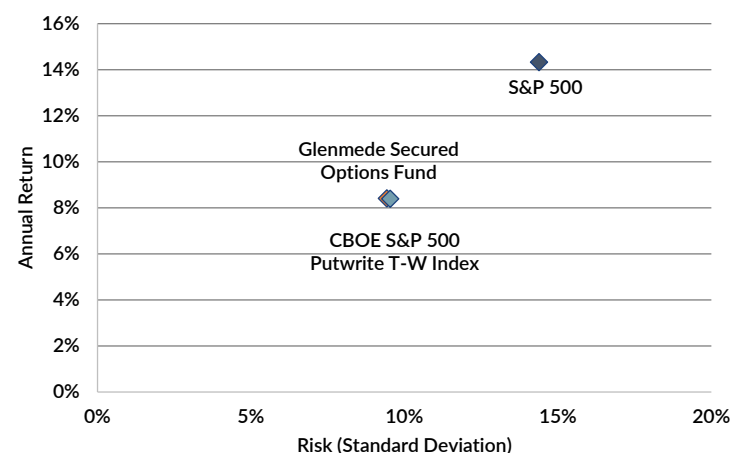 16%
14%
S&P 500
12%
Glenmede Secured
10%
Options Fund
8%
CBOE S&P 500
6%
Putwrite T-W Index
4%
2%
0%
Annual Return
0% 5% 10% 15% 20%
Risk (Standard Deviation)